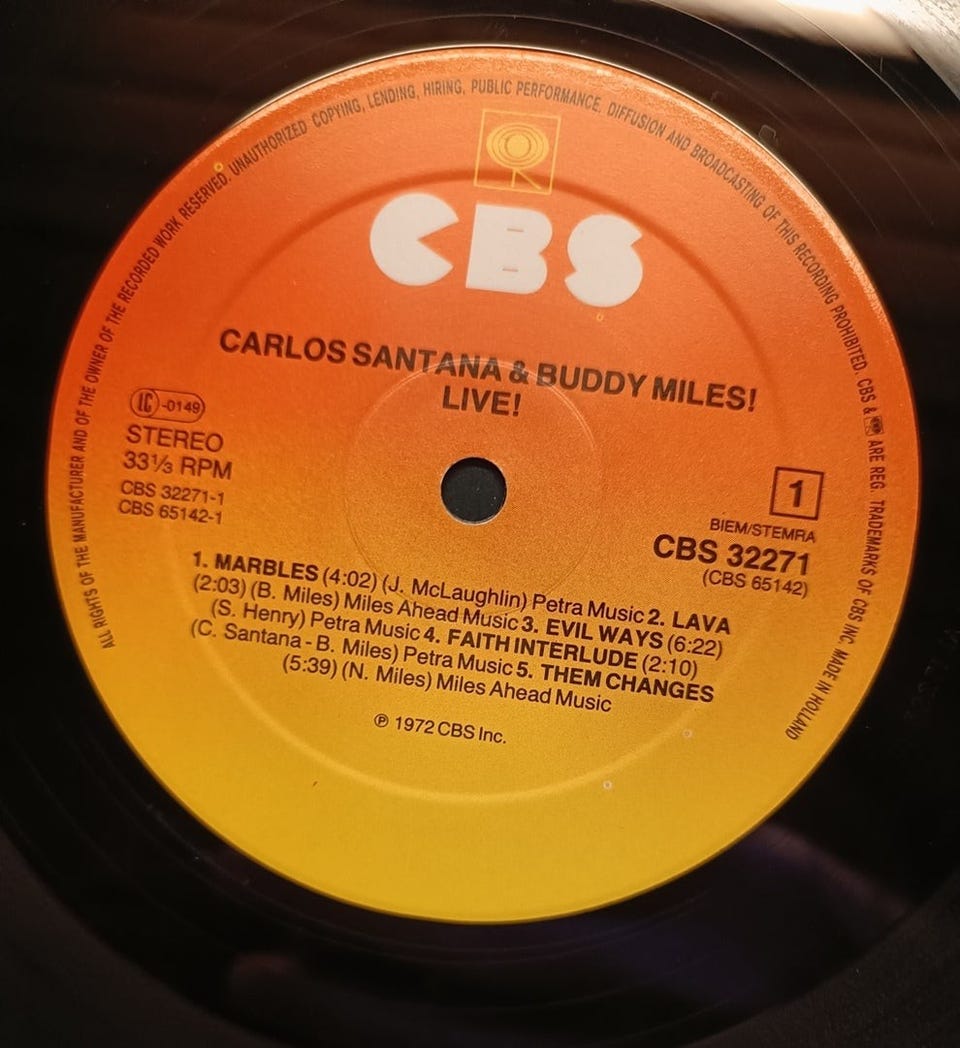 ALL RIGHTS OF THE MANUFACTURER AND OF THE OWNER OF THE RECORDED WORK RESERVED. UNAUTHORIZED COPYING, LENDING, HIRING, PUBLIC PERFORMANCE, DIFFUSION AND BROADCASTING OF THIS RECORDING PROHIBITED. CBS & ARE REG. TRADEMARKS OF CBS INC. MADE IN HOLLAND
CBS
CARLOS SANTANA & BUDDY MILES!
LIVE!
LC -0149
STEREO
33⅓ RPM
CBS 32271-1
CBS 65142-1
1
BIEM/STEMRA
CBS 32271
(CBS 65142)
1. MARBLES (4:02) (J. McLaughlin) Petra Music 2. LAVA
(2:03) (B. Miles) Miles Ahead Music 3. EVIL WAYS (6:22)
(S. Henry) Petra Music 4. FAITH INTERLUDE (2:10)
(C. Santana - B. Miles) Petra Music 5. THEM CHANGES
(5:39) (N. Miles) Miles Ahead Music
℗ 1972 CBS Inc.